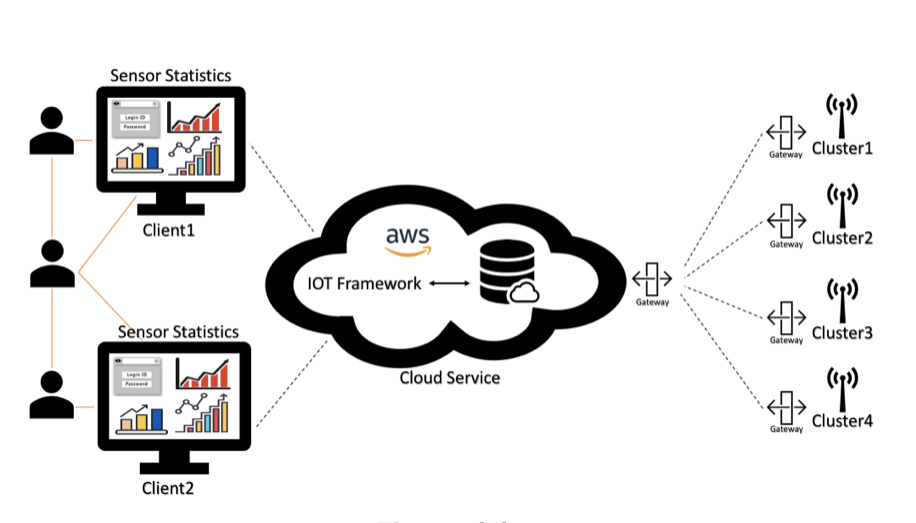 Sensor Statistics
Login ID
Password
Client1
Sensor Statistics
Login ID
Password
Client2
aws
IOT Framework
Cloud Service
Gateway
Gateway
Cluster1
Gateway
Cluster2
Gateway
Cluster3
Gateway
Cluster4